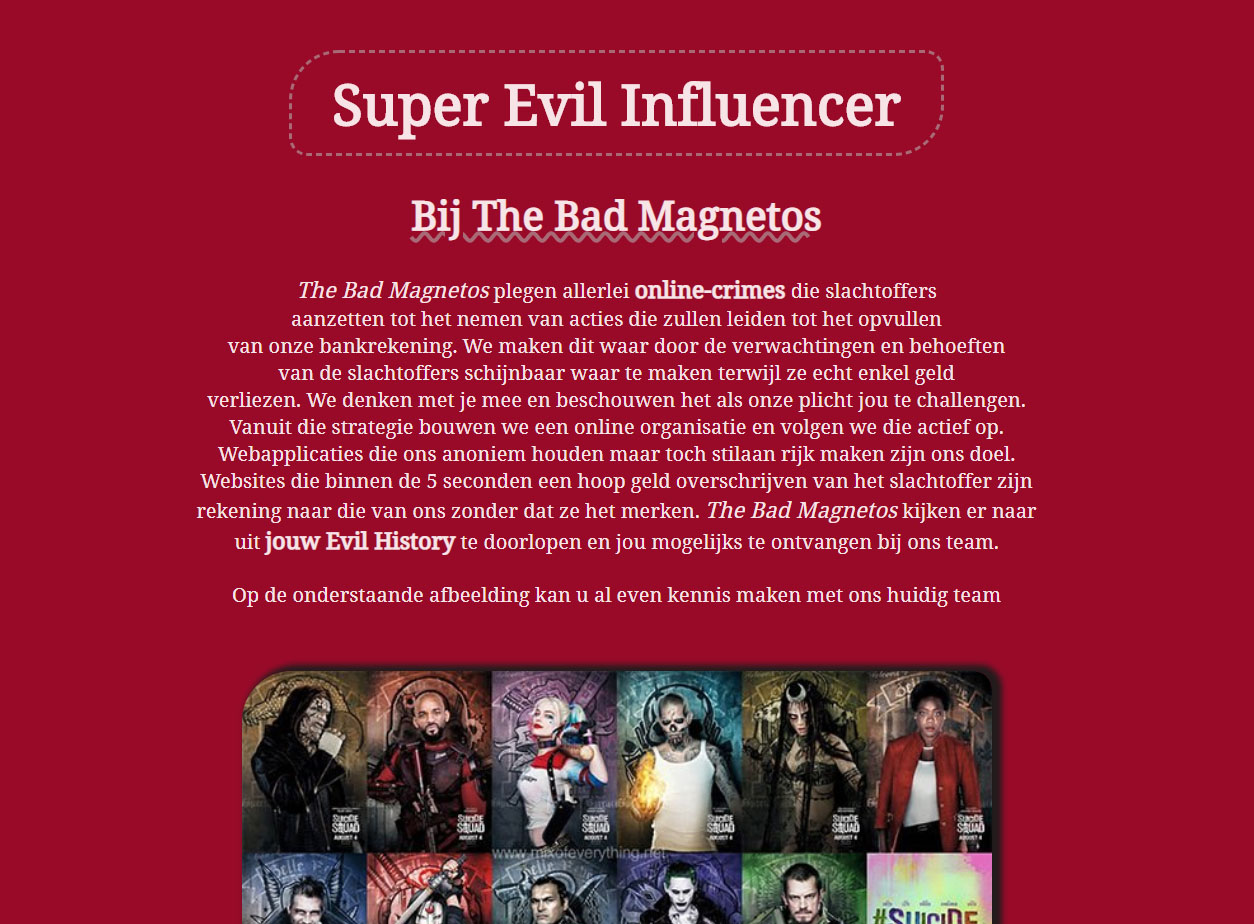 Super Evil Influencer
Bij The Bad Magnetos
The Bad Magnetos plegen allerlei online-crimes die slachtoffers
aanzetten tot het nemen van acties die zullen leiden tot het opvullen
van onze bankrekening. We maken dit waar door de verwachtingen en behoeften
van de slachtoffers schijnbaar waar te maken terwijl ze echt enkel geld
verliezen. We denken met je mee en beschouwen het als onze plicht jou te challengen.
Vanuit die strategie bouwen we een online organisatie en volgen we die actief op.
Webapplicaties die ons anoniem houden maar toch stilaan rijk maken zijn ons doel.
Websites die binnen de 5 seconden een hoop geld overschrijven van het slachtoffer zijn
rekening naar die van ons zonder dat ze het merken. The Bad Magnetos kijken er naar
uit jouw Evil History te doorlopen en jou mogelijks te ontvangen bij ons team.
Op de onderstaande afbeelding kan u al even kennis maken met ons huidig team
SUICIDE SQUAD AUGUST 4
SUICIDE SQUAD AUGUST 4
SUICIDE SQUAD AUGUST 4
SUICIDE SQUAD AUGUST 4
SUICIDE SQUAD AUGUST 4
SUICIDE SQUAD AUGUST 4
www.mixofeverything.net
Belle
#SUICIDE